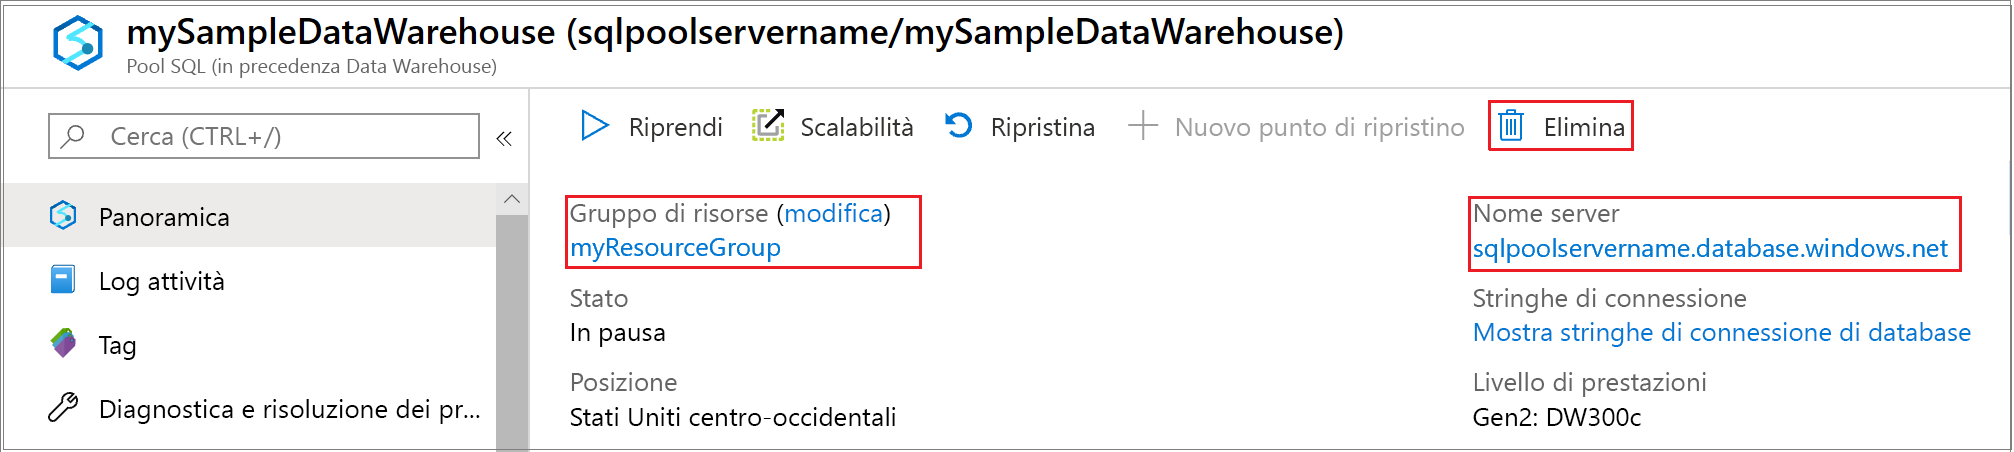 mySampleDataWarehouse (sqlpoolservername/mySampleDataWarehouse)
Pool SQL (in precedenza Data Warehouse)
Cerca (CTRL+/)
«
Riprendi
Scalabilità
Ripristina
Nuovo punto di ripristino
Elimina
Panoramica
Log attività
Tag
Diagnostica e risoluzione dei pr...
Gruppo di risorse (modifica)
myResourceGroup
Stato
In pausa
Posizione
Stati Uniti centro-occidentali
Nome server
sqlpoolservername.database.windows.net
Stringhe di connessione
Mostra stringhe di connessione di database
Livello di prestazioni
Gen2: DW300c